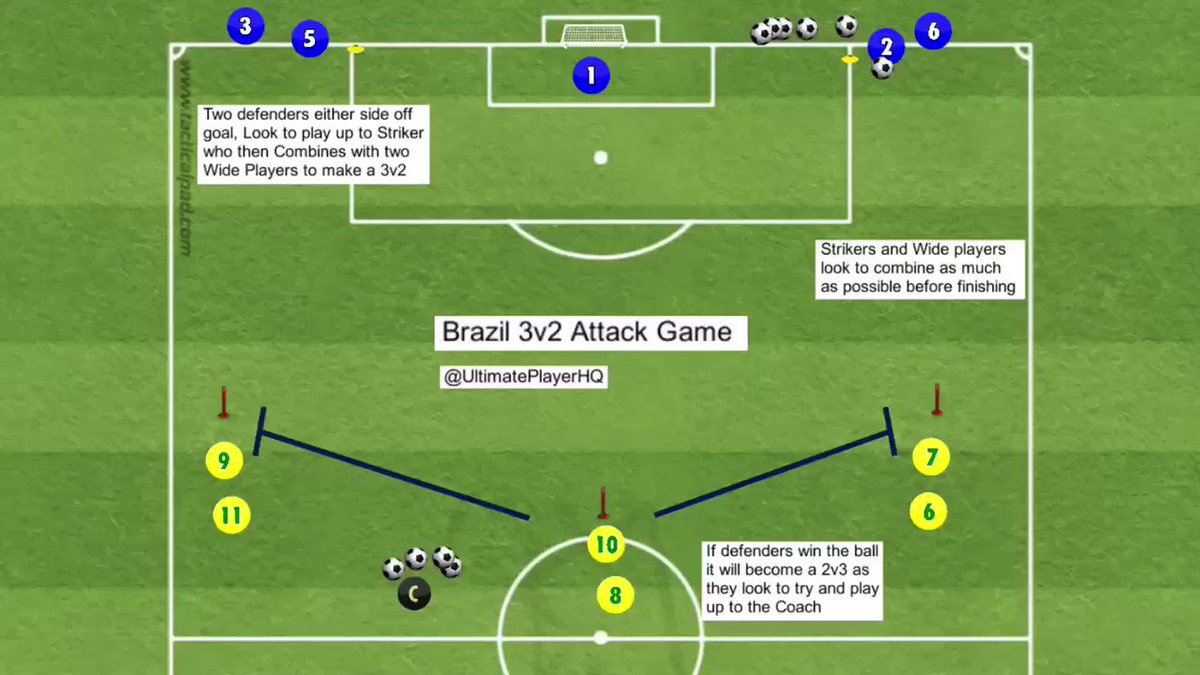 3
5
6
2
1
www.tacticalpad.com
Two defenders either side off
goal, Look to play up to Striker
who then Combines with two
Wide Players to make a 3v2
Strikers and Wide players
look to combine as much
as possible before finishing
Brazil 3v2 Attack Game
@UltimatePlayerHQ
9
7
11
6
10
If defenders win the ball
it will become a 2v3 as
they look to try and play
up to the Coach
C
8